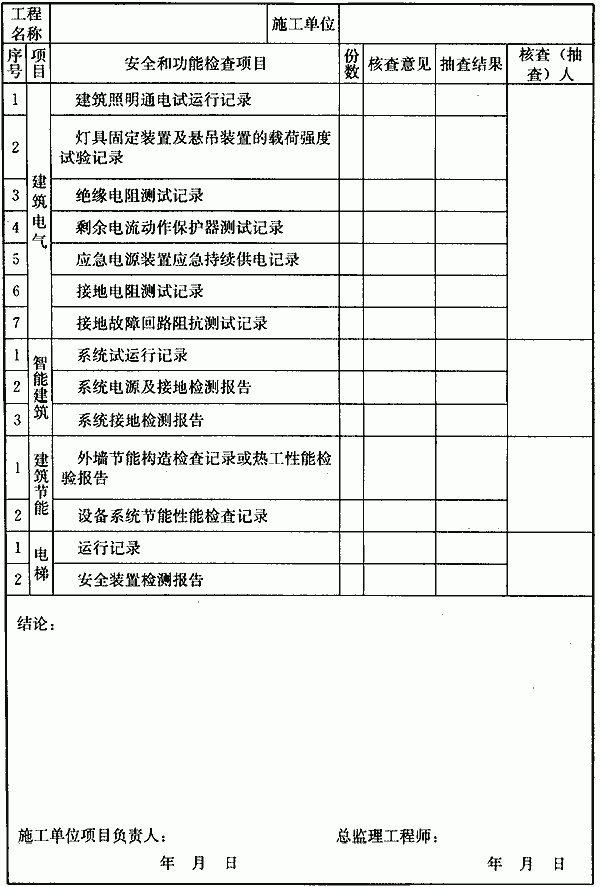 工程名称 施工单位
序号 项目 安全和功能检查项目 份数 核查意见 抽查结果 核查（抽查）人
1 建筑电气 建筑照明通电试运行记录
2 灯具固定装置及悬吊装置的载荷强度
试验记录
3 绝缘电阻测试记录
4 剩余电流动作保护器测试记录
5 应急电源装置应急持续供电记录
6 接地电阻测试记录
7 接地故障回路阻抗测试记录
1 智能建筑 系统试运行记录
2 系统电源及接地检测报告
3 系统接地检测报告
1 建筑节能 外墙节能构造检查记录或热工性能检
验报告
2 设备系统节能性能检查记录
1 电梯 运行记录
2 安全装置检测报告
结论：
施工单位项目负责人： 总监理工程师：
年 月 日 年 月 日